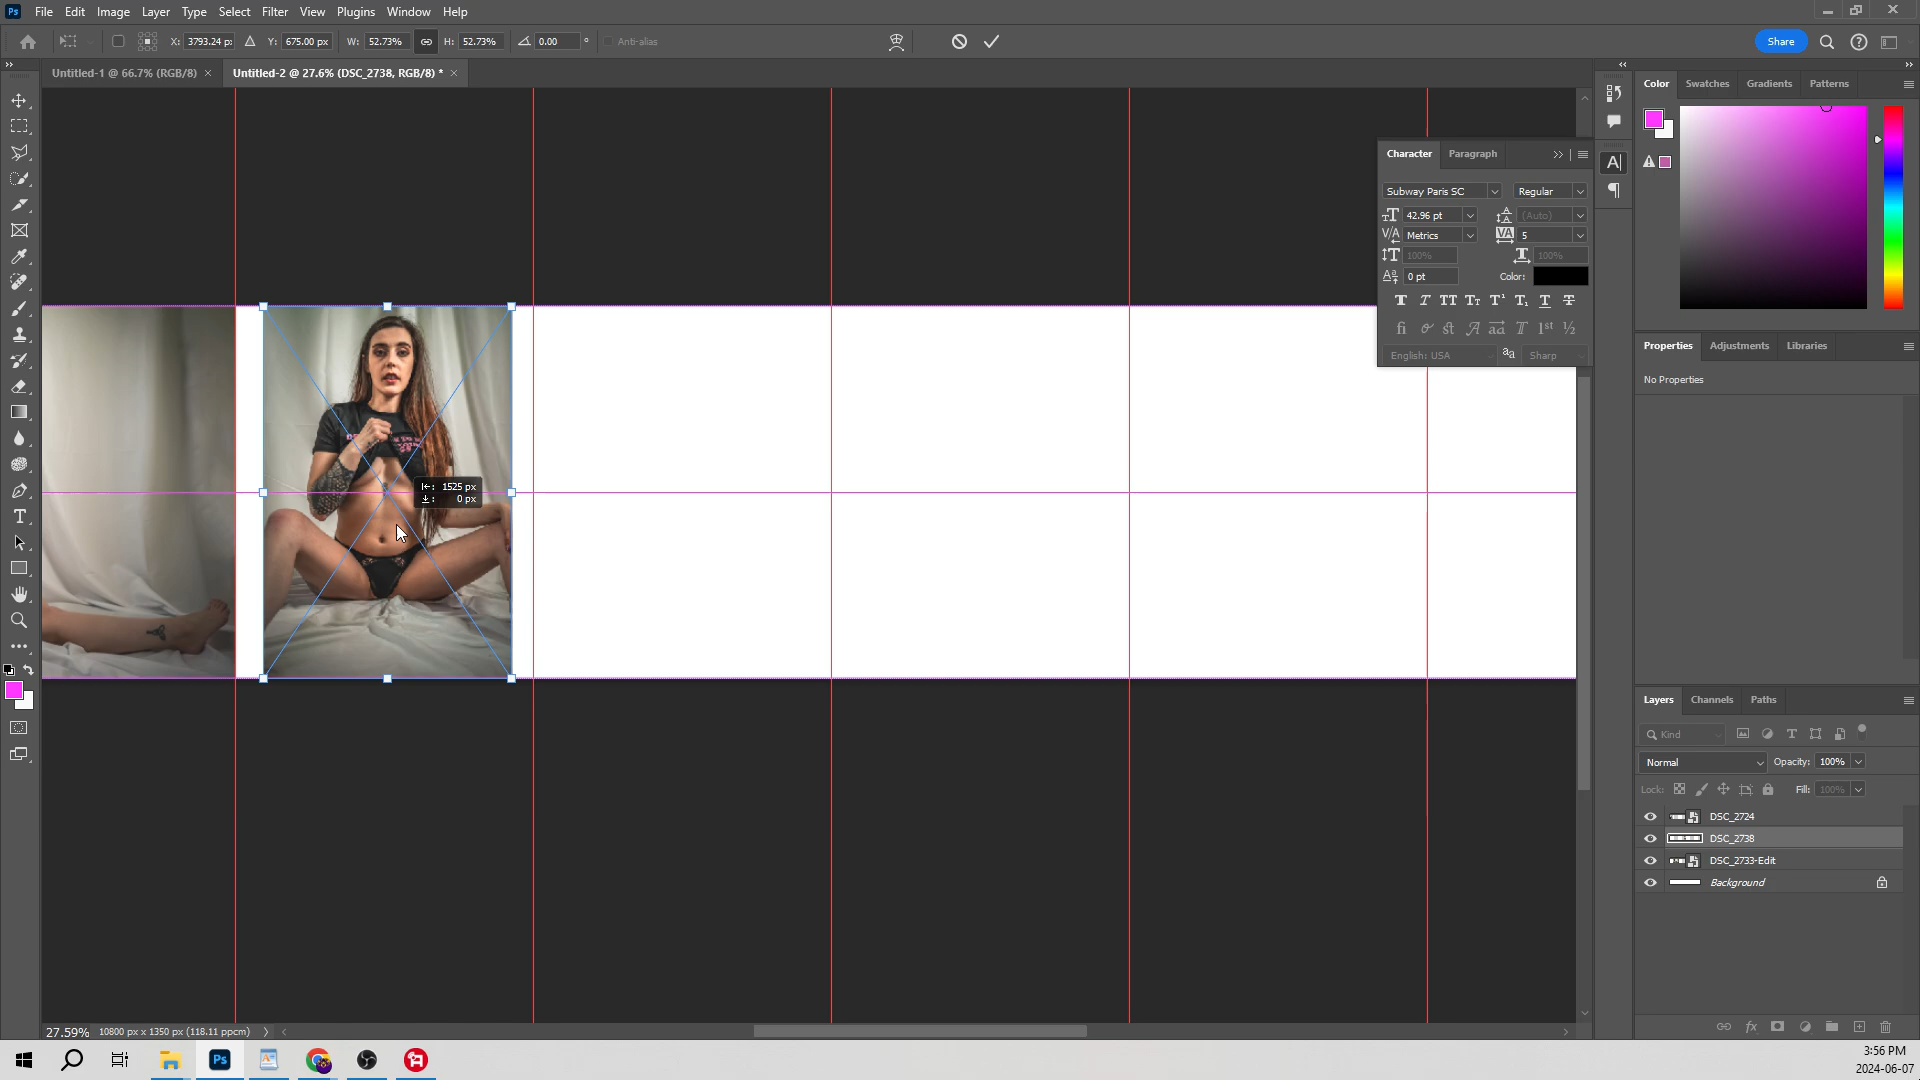 Ps File Edit Image Layer Type Select Filter View Plugins Window Help
X: 3793.24 p: Y: 675.00 px W: 52.73% H: 52.73% 0.00 ° Anti-alias Share
Untitled-1 @ 66.7% (RGB/8) × Untitled-2 @ 27.6% (DSC_2738, RGB/8) * ×
Color Swatches Gradients Patterns
Character Paragraph
Subway Paris SC Regular
42.96 pt (Auto)
Metrics 5
100% 100%
0 pt Color:
English: USA Sharp
1525 px
0 px
Properties Adjustments Libraries
No Properties
Layers Channels Paths
Kind
Normal Opacity: 100%
Lock: Fill: 100%
DSC_2724
DSC_2738
DSC_2733-Edit
Background
27.59% 10800 px x 1350 px (118.11 ppcm)
Ps
3:56 PM
2024-06-07